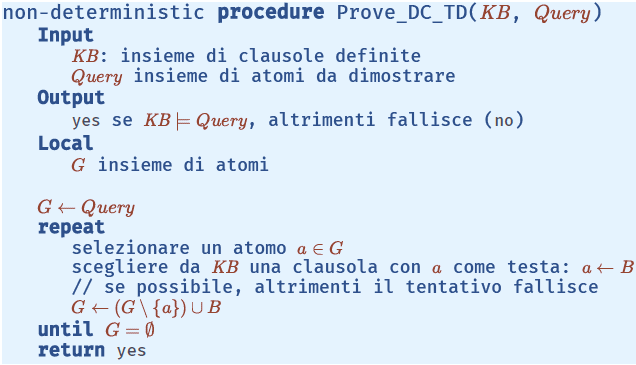 non-deterministic procedure Prove_DC_TD(KB, Query)
Input
KB: insieme di clausole definite
Query insieme di atomi da dimostrare
Output
yes se KB ⊨ Query, altrimenti fallisce (no)
Local
G insieme di atomi
G ← Query
repeat
selezionare un atomo a ∈ G
scegliere da KB una clausola con a come testa: a ← B
// se possibile, altrimenti il tentativo fallisce
G ← (G \ {a}) ∪ B
until G = ∅
return yes